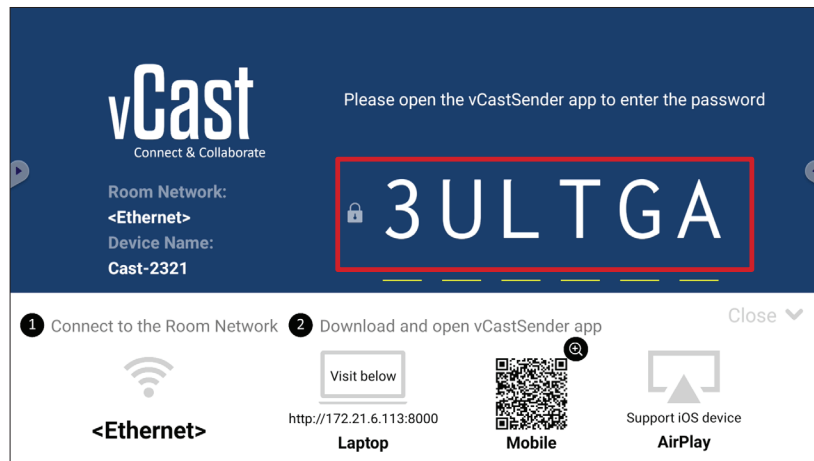 vCast
Connect & Collaborate
Please open the vCastSender app to enter the password
Room Network:
<Ethernet>
Device Name:
Cast-2321
3ULTGA
1 Connect to the Room Network
2 Download and open vCastSender app
Close
<Ethernet>
Visit below
http://172.21.6.113:8000
Laptop
Mobile
Support iOS device
AirPlay